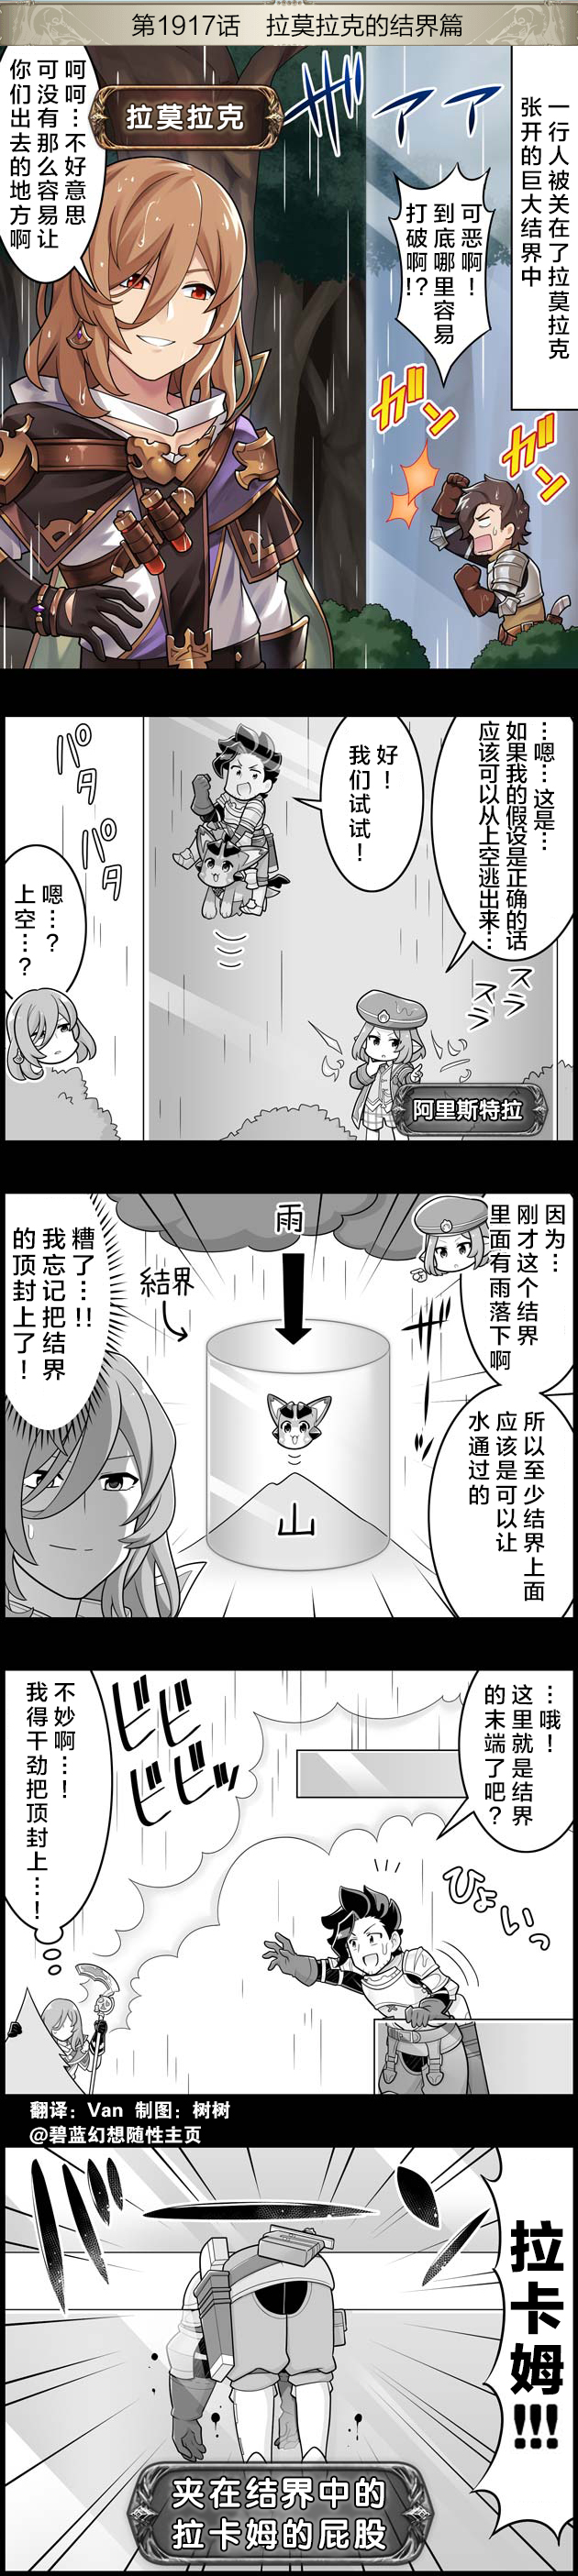 第1917话　拉莫拉克的结界篇
一行人被关在了拉莫拉克
张开的巨大结界中
ザアアア
可恶啊！
到底哪里容易
打破啊!?
ガン
ガン
拉莫拉克
呵呵…不好意思
可没有那么容易让
你们出去的地方啊
…嗯…这是…
如果我的假设是正确的话
应该可以从上空逃出来…
好！
我们试试！
パタ
パタ
嗯…？
上空…？
スラ
スラ
阿里斯特拉
因为…
刚才这个结界
里面有雨落下啊
所以至少结界上面
应该是可以让
水通过的
雨
結界
山
ザッ
糟了…!!
我忘记把结界
的顶封上了！
…哦！
这里就是结界
的末端了吧？
ひょいっ
ビビ
ビビ…
不妙啊…！
我得干劲把顶封上…！
翻译：Van 制图：树树
@碧蓝幻想随性主页
拉卡姆!!!
夹在结界中的
拉卡姆的屁股